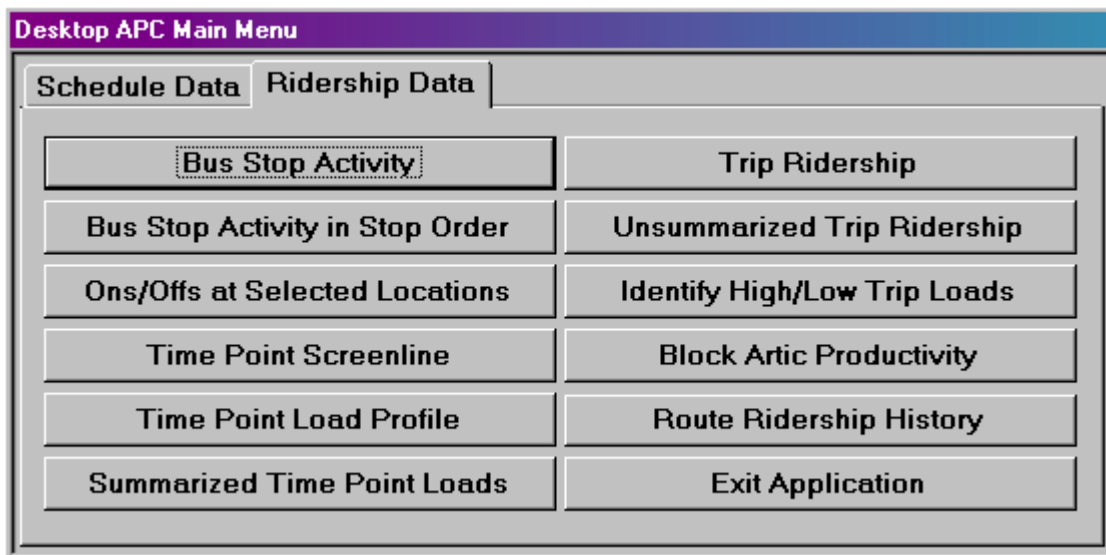 Desktop APC Main Menu
Schedule Data
Ridership Data
Bus Stop Activity
Trip Ridership
Bus Stop Activity in Stop Order
Unsummarized Trip Ridership
Ons/Offs at Selected Locations
Identify High/Low Trip Loads
Time Point Screenline
Block Artic Productivity
Time Point Load Profile
Route Ridership History
Summarized Time Point Loads
Exit Application